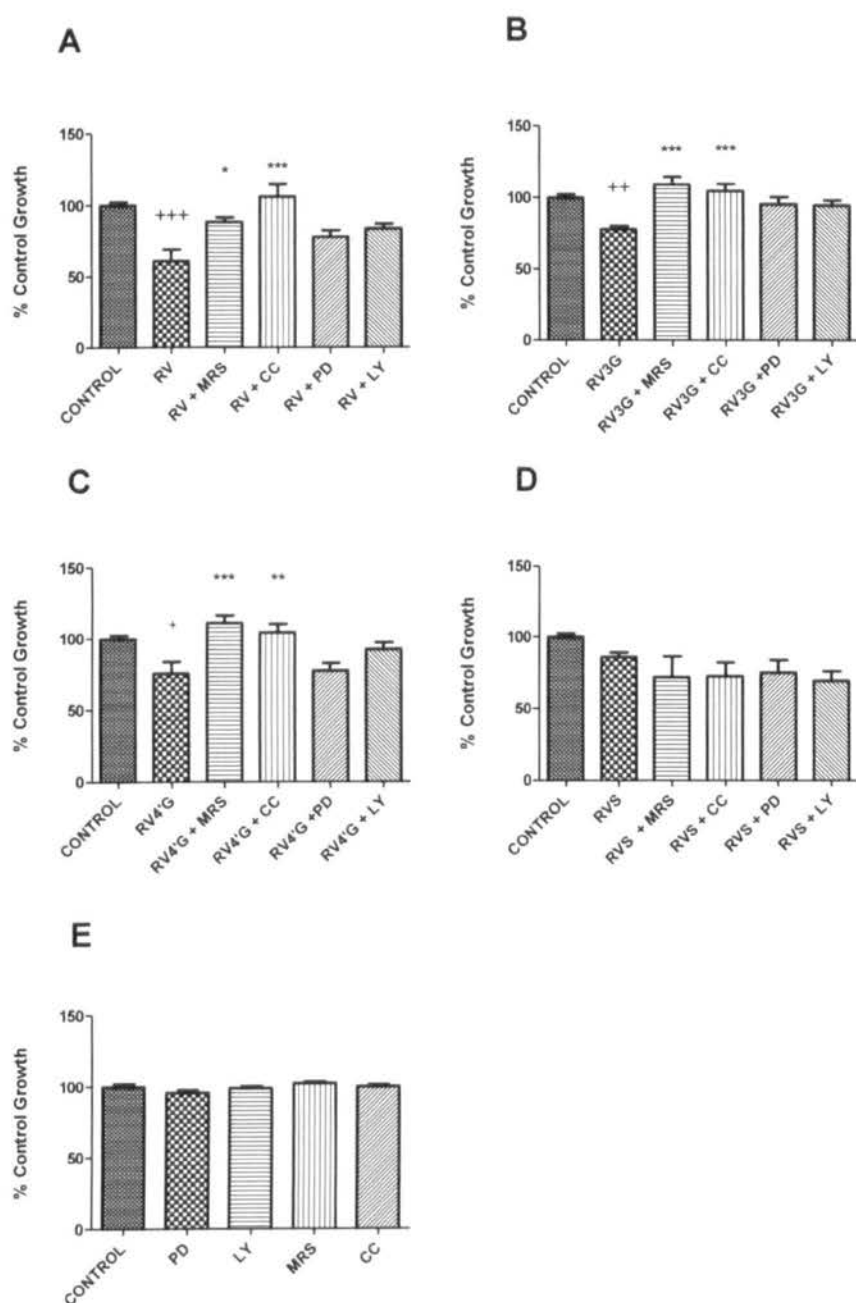 A
% Control Growth
150
100
50
0
+++
*
***
CONTROL
RV
RV + MRS
RV + CC
RV + PD
RV + LY
B
% Control Growth
150
100
50
0
++
***
***
CONTROL
RV3G
RV3G + MRS
RV3G + CC
RV3G +PD
RV3G + LY
C
% Control Growth
150
100
50
0
+
***
**
CONTROL
RV4'G
RV4'G + MRS
RV4'G + CC
RV4'G +PD
RV4'G + LY
D
% Control Growth
150
100
50
0
CONTROL
RVS
RVS + MRS
RVS + CC
RVS + PD
RVS + LY
E
% Control Growth
150
100
50
0
CONTROL
PD
LY
MRS
CC